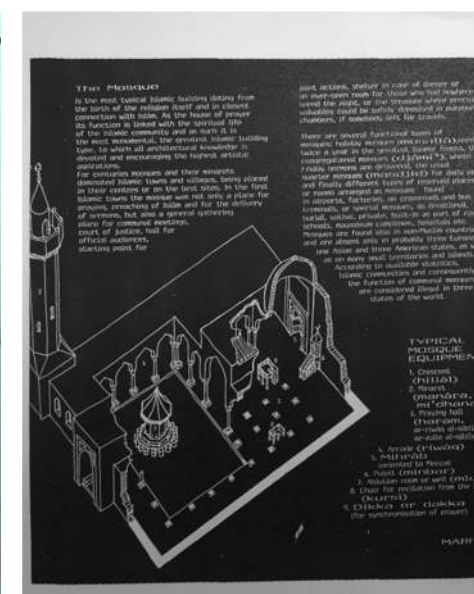 The Mosque
is the most typical Islamic building dating from
the birth of the religion itself and in closest
connection with Islam. As the house of prayer
its function is linked with the spiritual life
of the Islamic community and as such it is
the most monumental, the greatest Islamic building
type, to which all architectural knowledge is
devoted and encouraging the highest artistic
aspirations.
For centuries mosques and their minarets
dominated Islamic towns and villages, being placed
in their centres or on the best sites. In the first
Islamic towns the mosque was not only a place for
praying, preaching of Islam and for the delivery
of sermons, but also a general gathering
place for communal meetings,
court of justice, hall for
official audiences,
starting point for
joint actions, shelter in case of danger or
an ever-open room for those who had nowhere
spend the night, or the treasure where
valuables could be safely deposited in
chambers, if somebody left for travels.
There are several functional types of
mosques: holiday mosques
twice a year in the greatest Islamic feasts,
congregational mosques
Friday sermons are delivered, the usual
quarter mosques (masdjid) for daily
and finally different types of reserved places
or rooms arranged as mosques found
in airports, factories, on crossroads and bus
terminals, or special mosques, as devotional,
burial, votive, private, built-in as part of
schools, mausoleum complexes, hospitals etc.
Mosques are found also in non-Muslim countries
and are absent only in probably three
one Asian and three American states, as
as on many small territories and islands.
According to available statistics,
Islamic communities and consequently
the function of communal mosques
are considered illegal in three
states of the world.
TYPICAL
MOSQUE
1. Crescent
(hilāl)
2. Minaret
(manāra,
3. Praying hall
(haram,
4. Arcade (riwāq)
5. Mihrāb
oriented to Mecca
6. Pulpit (minbar)
7. Ablution room or well
8. Chair for recitation from the
(kursī)
9. Dikka or dakka
(for synchronisation of prayer)